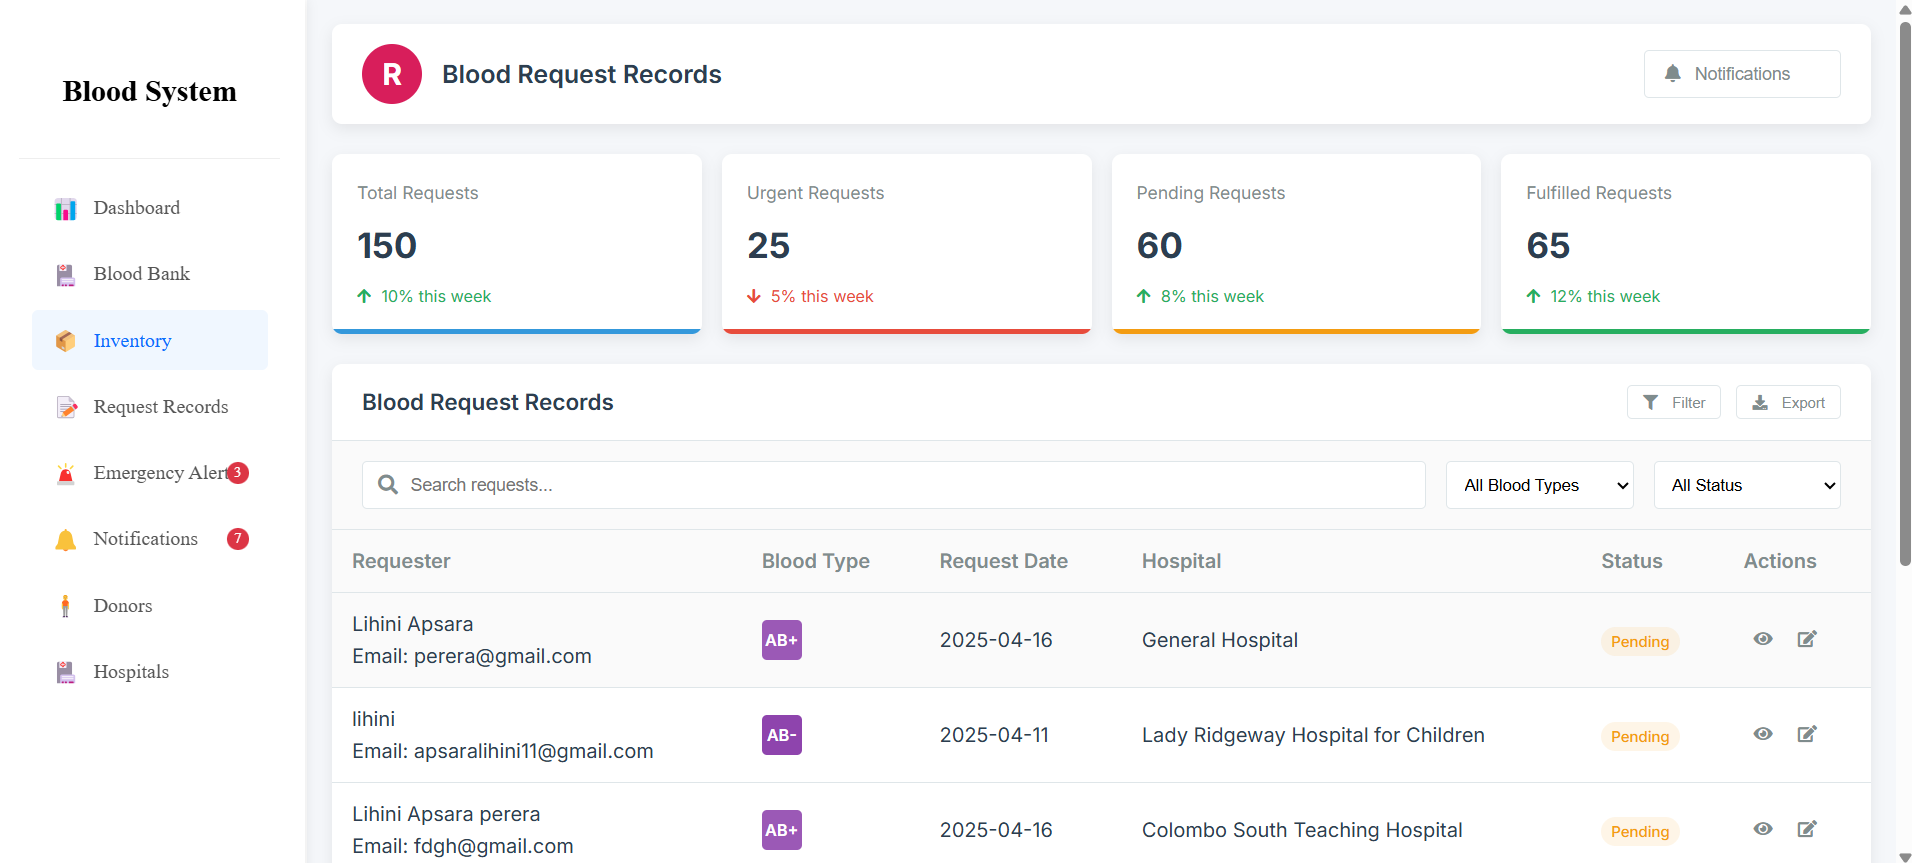 Blood System
Dashboard
Blood Bank
Inventory
Request Records
Emergency Alert 3
Notifications 7
Donors
Hospitals
R Blood Request Records
Notifications
Total Requests
150
10% this week
Urgent Requests
25
5% this week
Pending Requests
60
8% this week
Fulfilled Requests
65
12% this week
Blood Request Records
Filter
Export
Search requests...
All Blood Types
All Status
Requester Blood Type Request Date Hospital Status Actions
Lihini Apsara
Email: perera@gmail.com
AB+ 2025-04-16 General Hospital Pending
lihini
Email: apsaralihini11@gmail.com
AB- 2025-04-11 Lady Ridgeway Hospital for Children Pending
Lihini Apsara perera
Email: fdgh@gmail.com
AB+ 2025-04-16 Colombo South Teaching Hospital Pending